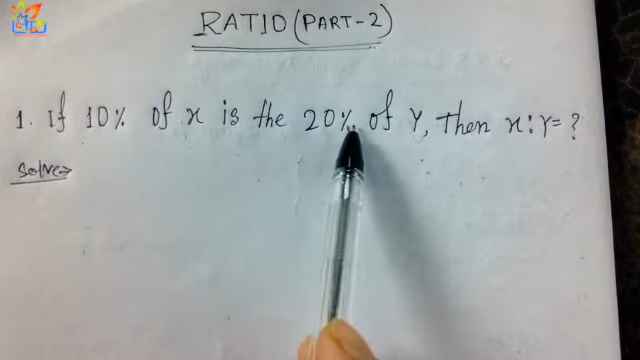 RATIO (PART-2)
1. If 10% of x is the 20% of Y, Then x:Y=?
Solve→